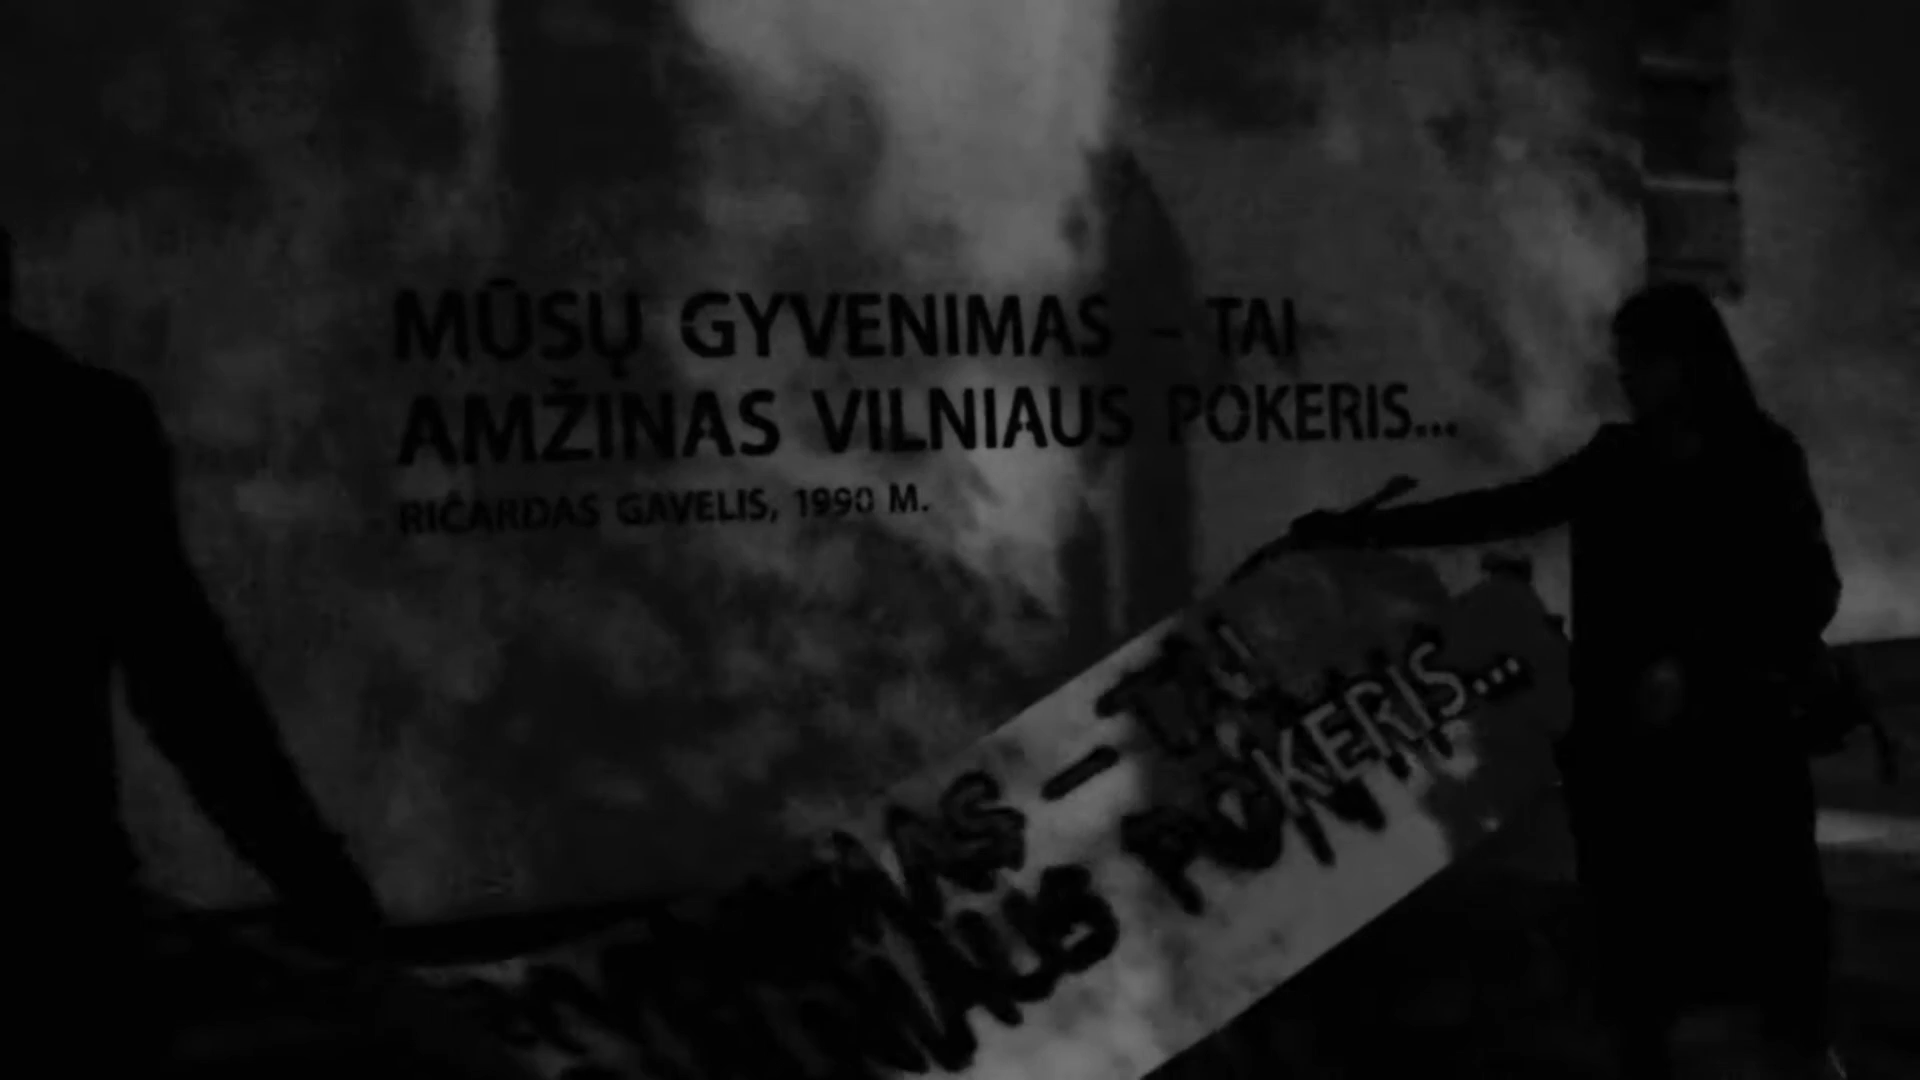 MŪSŲ GYVENIMAS – TAI
AMŽINAS VILNIAUS POKERIS...
RIČARDAS GAVELIS, 1990 M.
AS – TAI
POKERIS...